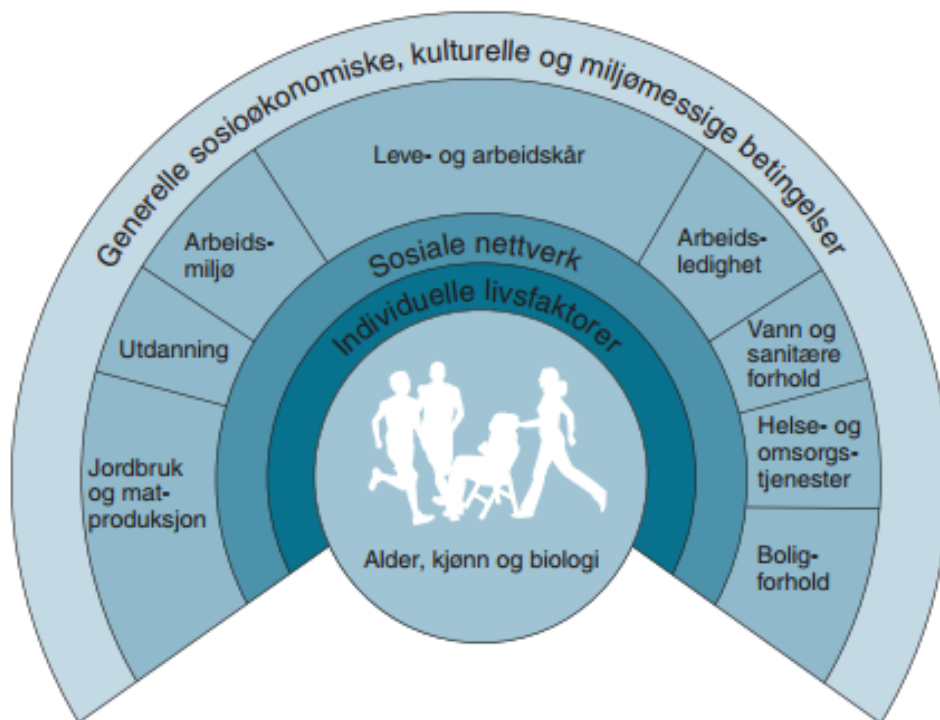 Generelle sosioøkonomiske, kulturelle og miljømessige betingelser
Leve- og arbeidskår
Arbeids-
miljø
Utdanning
Jordbruk
og mat-
produksjon
Arbeids-
ledighet
Vann og
sanitære
forhold
Helse- og
omsorgs-
tjenester
Bolig-
forhold
Sosiale nettverk
Individuelle livsfaktorer
Alder, kjønn og biologi